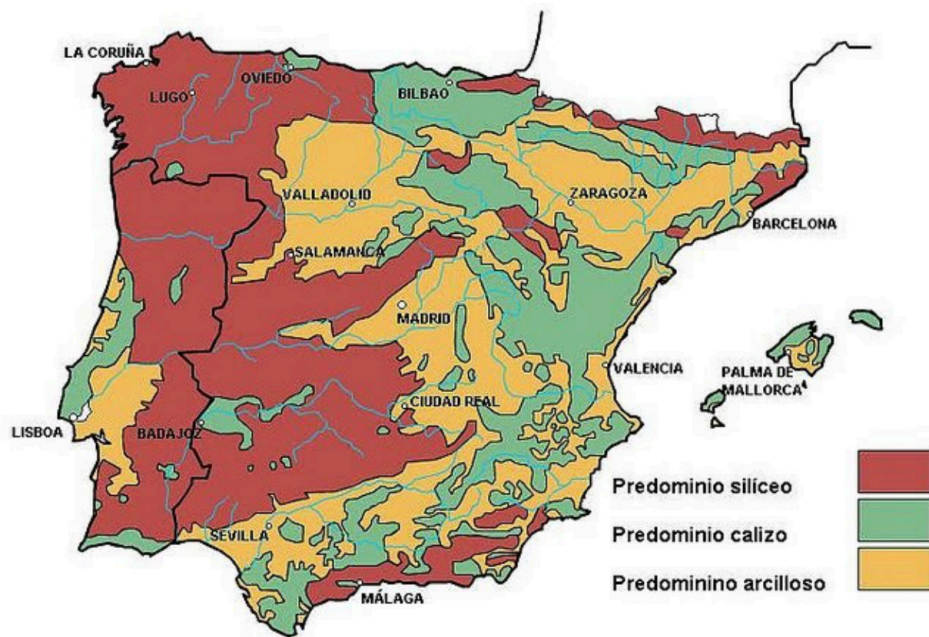 LA CORUÑA
OVIEDO
LUGO
BILBAO
VALLADOLID
ZARAGOZA
BARCELONA
SALAMANCA
MADRID
VALENCIA
PALMA DE
MALLORCA
CIUDAD REAL
LISBOA
BADAJOZ
SEVILLA
MÁLAGA
Predominio silíceo
Predominio calizo
Predominino arcilloso